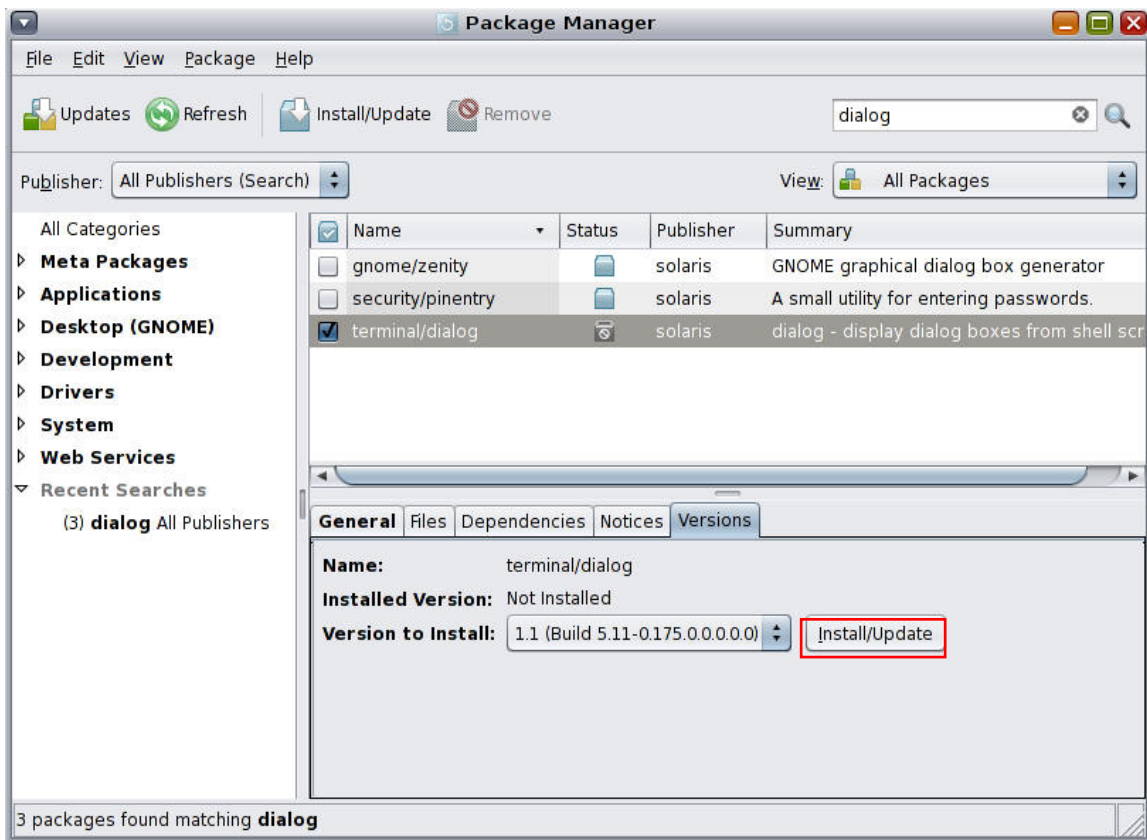 Package Manager
File Edit View Package Help
Updates Refresh Install/Update Remove dialog
Publisher: All Publishers (Search) View: All Packages
All Categories
Meta Packages
Applications
Desktop (GNOME)
Development
Drivers
System
Web Services
Recent Searches
(3) dialog All Publishers
Name Status Publisher Summary
gnome/zenity solaris GNOME graphical dialog box generator
security/pinentry solaris A small utility for entering passwords.
terminal/dialog solaris dialog - display dialog boxes from shell scr
General Files Dependencies Notices Versions
Name: terminal/dialog
Installed Version: Not Installed
Version to Install: 1.1 (Build 5.11-0.175.0.0.0.0.0) Install/Update
3 packages found matching dialog